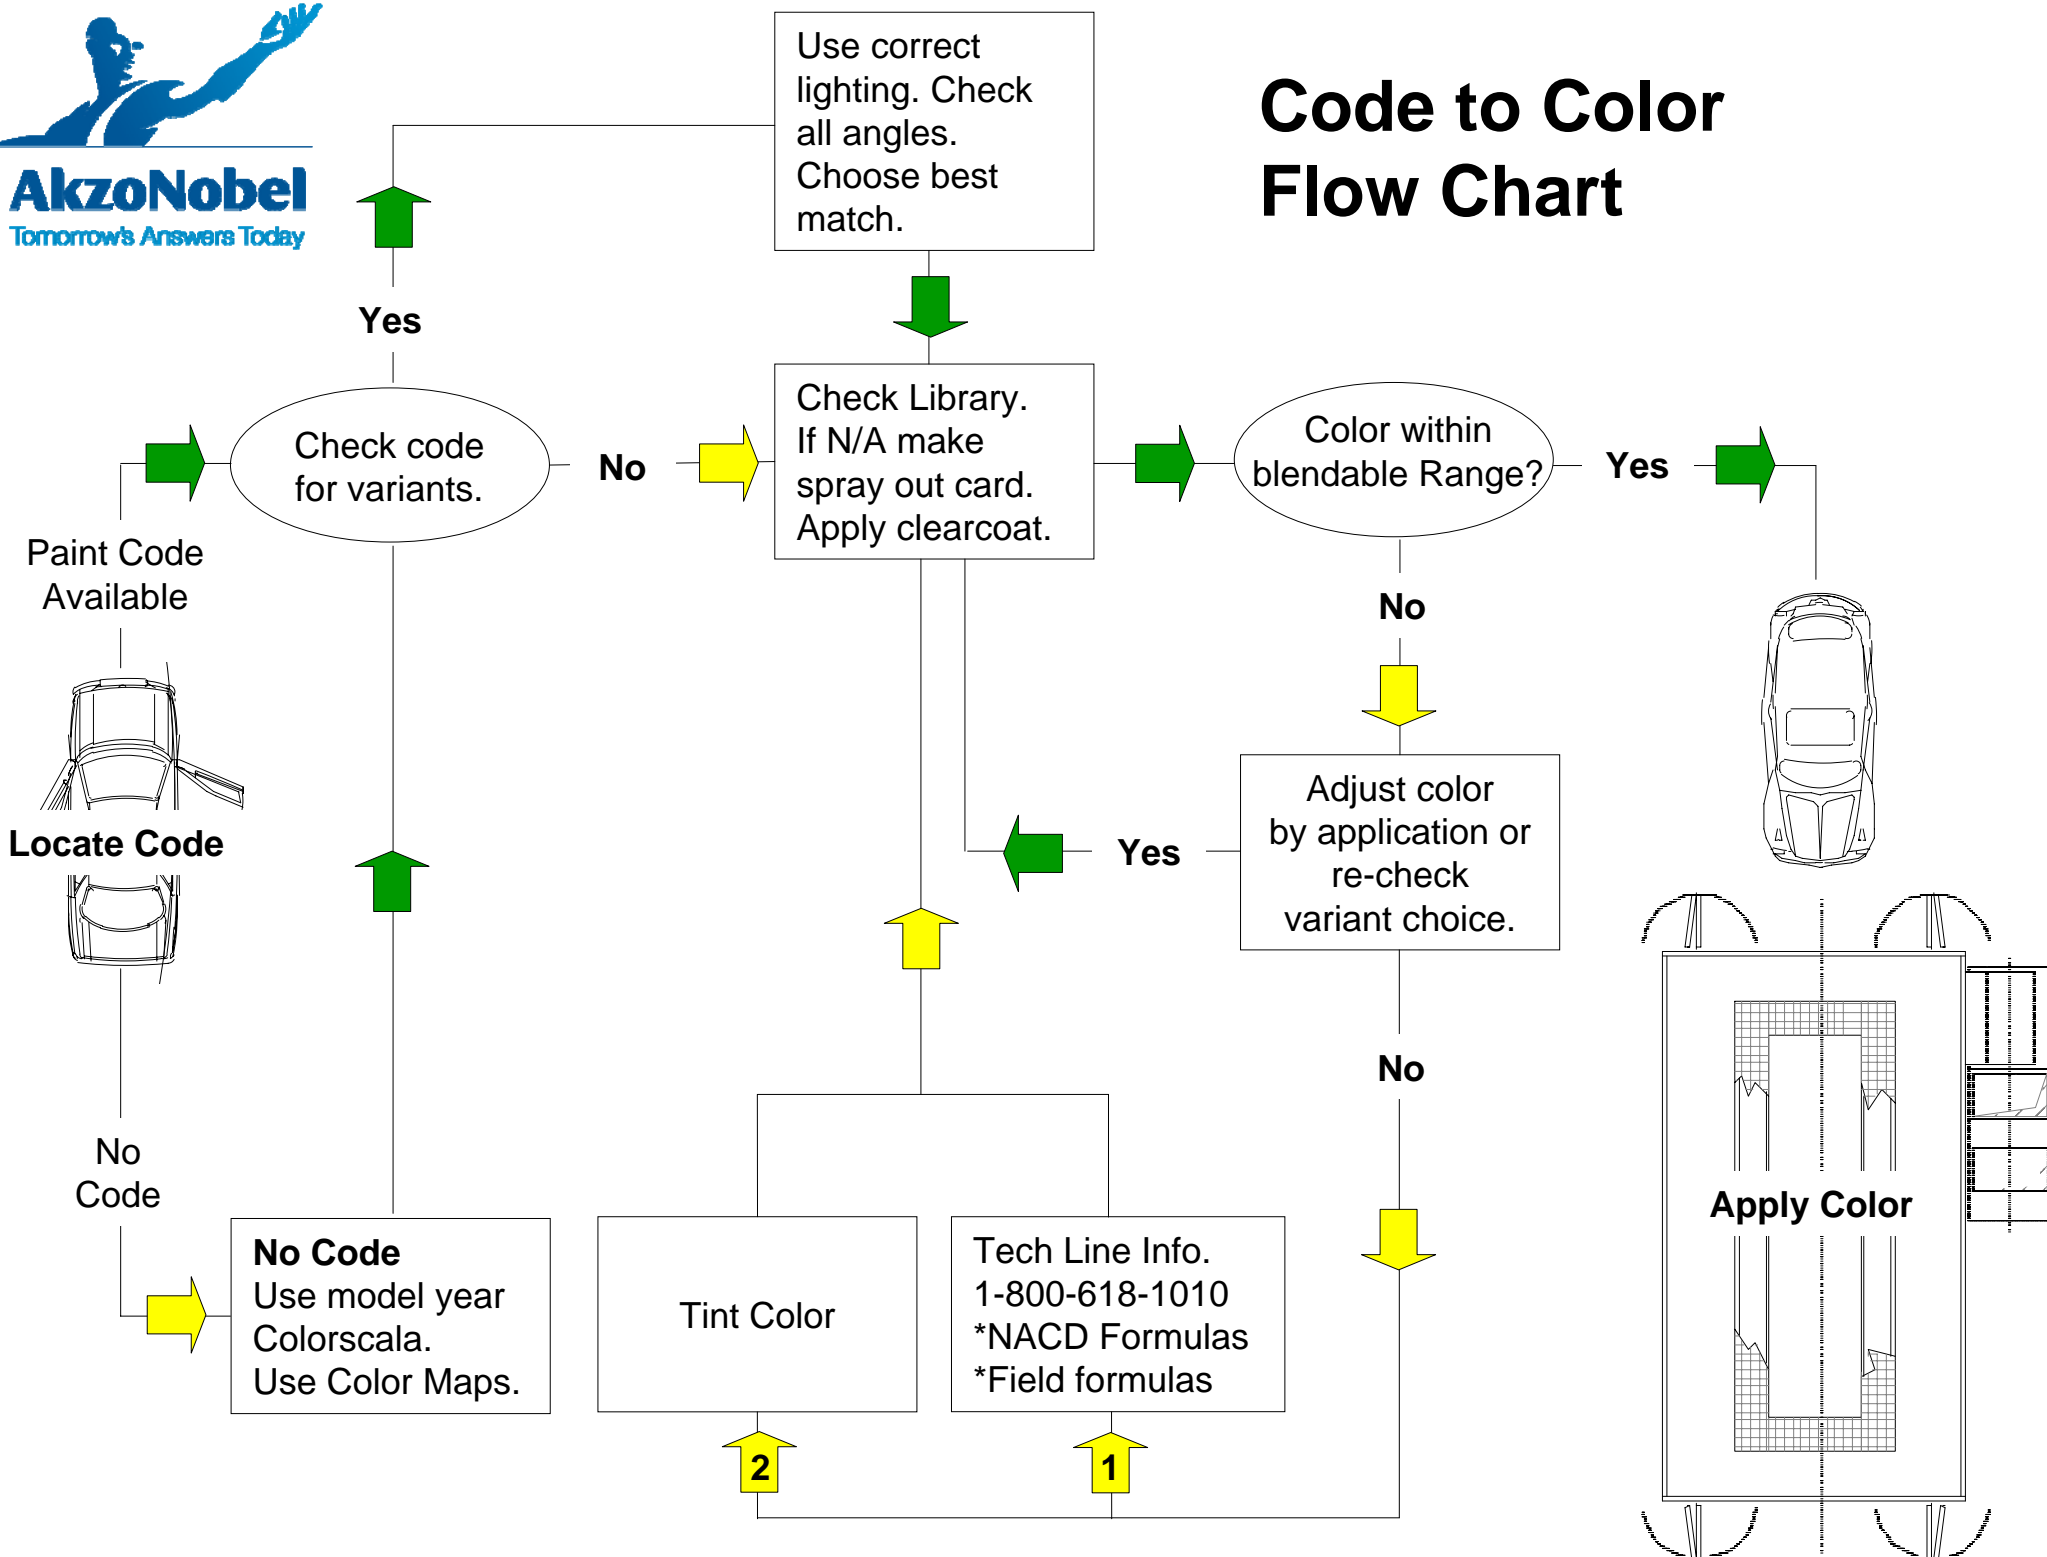 AkzoNobel
Tomorrow's Answers Today
Use correct
lighting. Check
all angles.
Choose best
match.
Code to Color
Flow Chart
Yes
Check code
for variants.
No
Check Library.
If N/A make
spray out card.
Apply clearcoat.
Color within
blendable Range?
Yes
Paint Code
Available
No
Locate Code
Yes
Adjust color
by application or
re-check
variant choice.
No
No
Code
Apply Color
No Code
Use model year
Colorscala.
Use Color Maps.
Tint Color
Tech Line Info.
1-800-618-1010
*NACD Formulas
*Field formulas
2
1